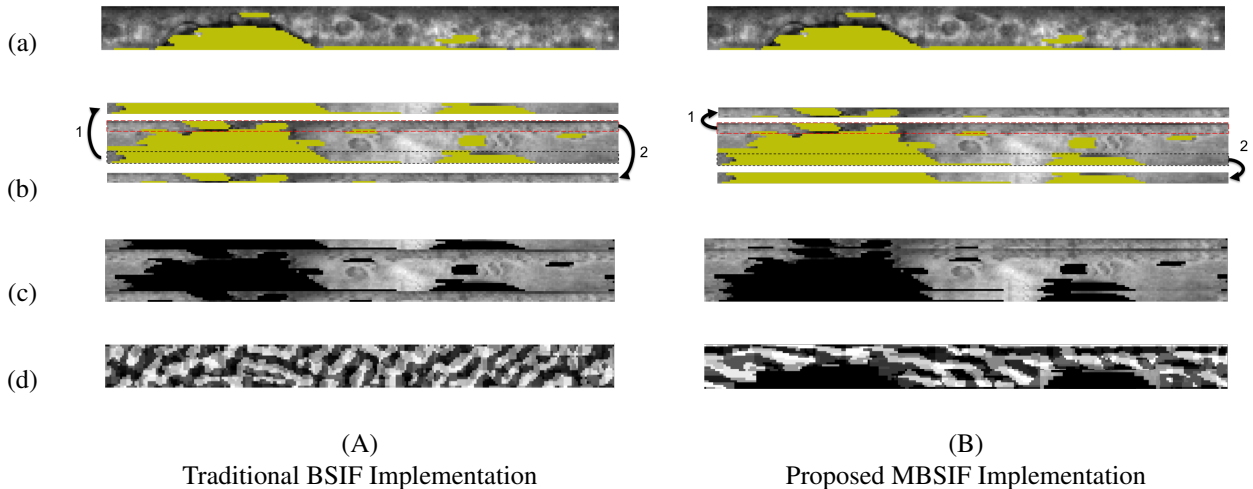 (a)
1
2
1
2
(b)
(c)
(d)
(A)
(B)
Traditional BSIF Implementation
Proposed MBSIF Implementation